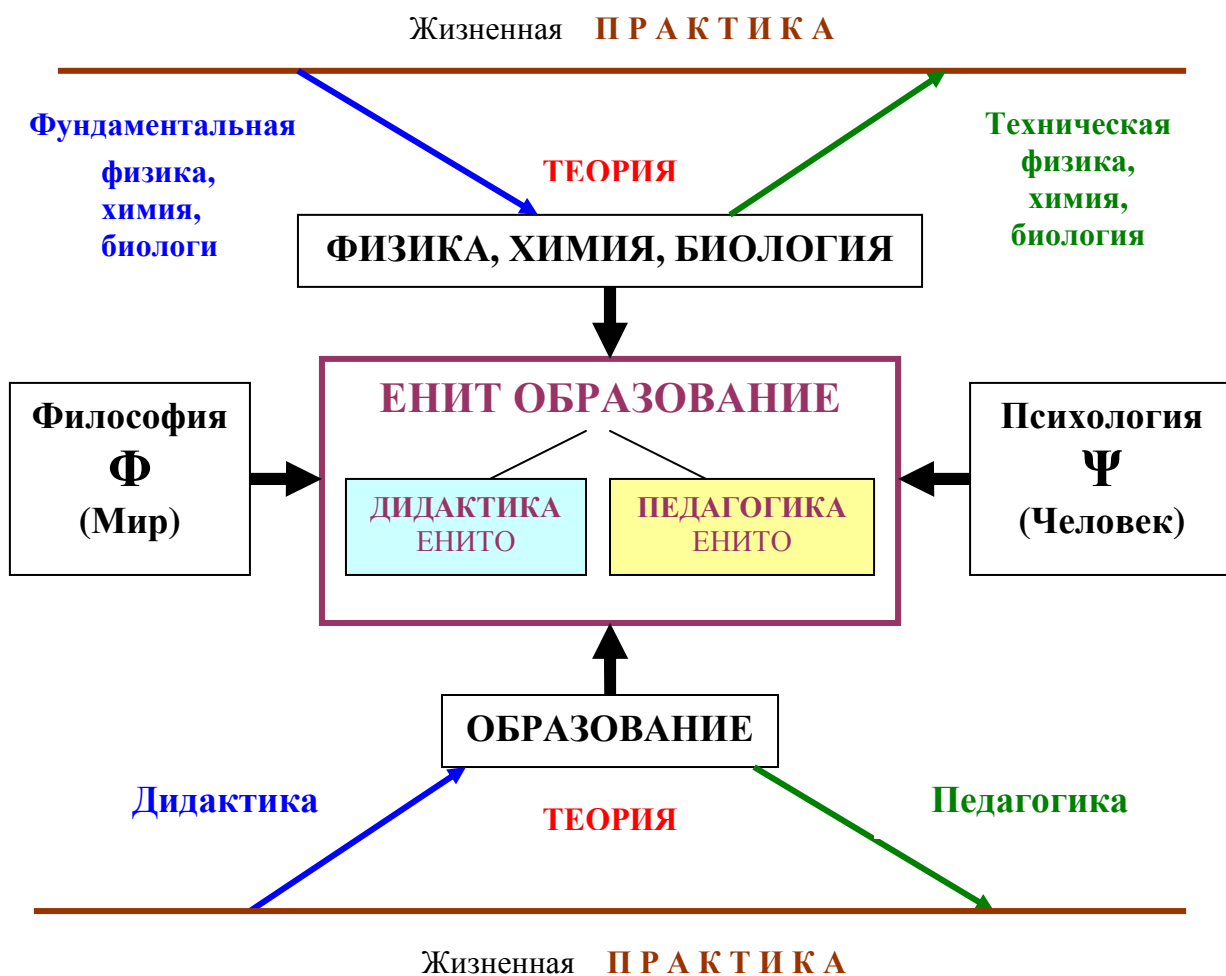 Жизненная П Р А К Т И К А
Фундаментальная
физика,
химия,
биологи
ТЕОРИЯ
Техническая
физика,
химия,
биология
ФИЗИКА, ХИМИЯ, БИОЛОГИЯ
Философия
Φ
(Мир)
ЕНИТ ОБРАЗОВАНИЕ
ДИДАКТИКА
ЕНИТО
ПЕДАГОГИКА
ЕНИТО
Психология
Ψ
(Человек)
ОБРАЗОВАНИЕ
Дидактика
ТЕОРИЯ
Педагогика
Жизненная П Р А К Т И К А